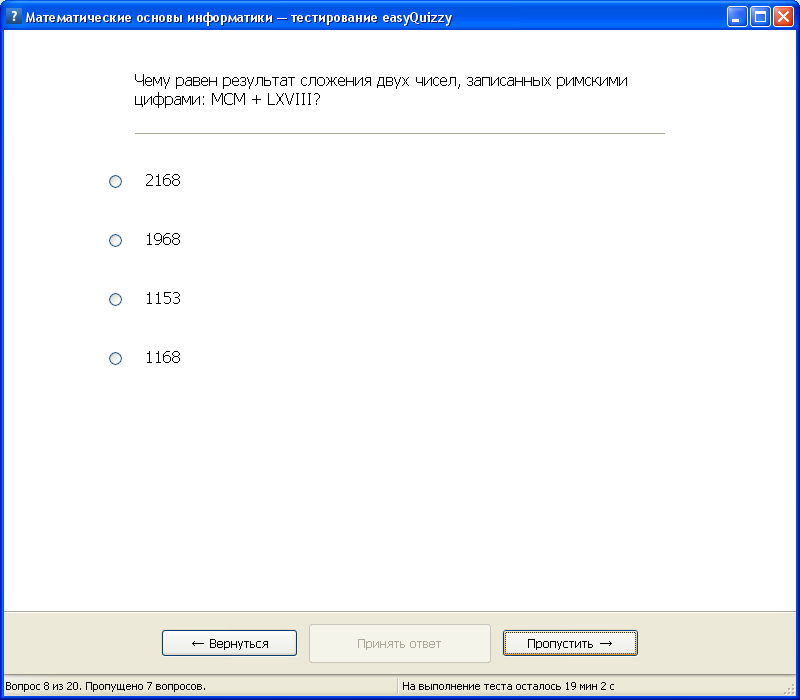 Математические основы информатики — тестирование easyQuizzy
Чему равен результат сложения двух чисел, записанных римскими
цифрами: MCM + LXVIII?
2168
1968
1153
1168
← Вернуться
Принять ответ
Пропустить →
Вопрос 8 из 20. Пропущено 7 вопросов.
На выполнение теста осталось 19 мин 2 с